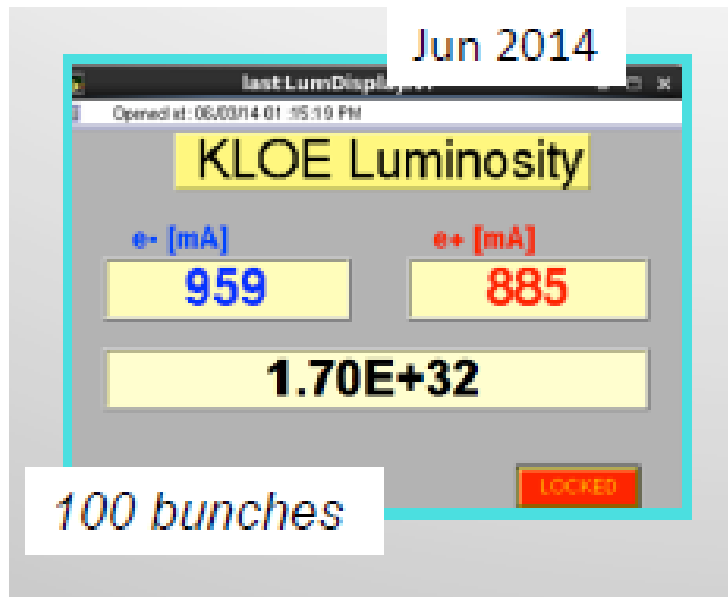 Jun 2014
KLOE Luminosity
e- [mA]
e+ [mA]
959
885
1.70E+32
LOCKED
100 bunches